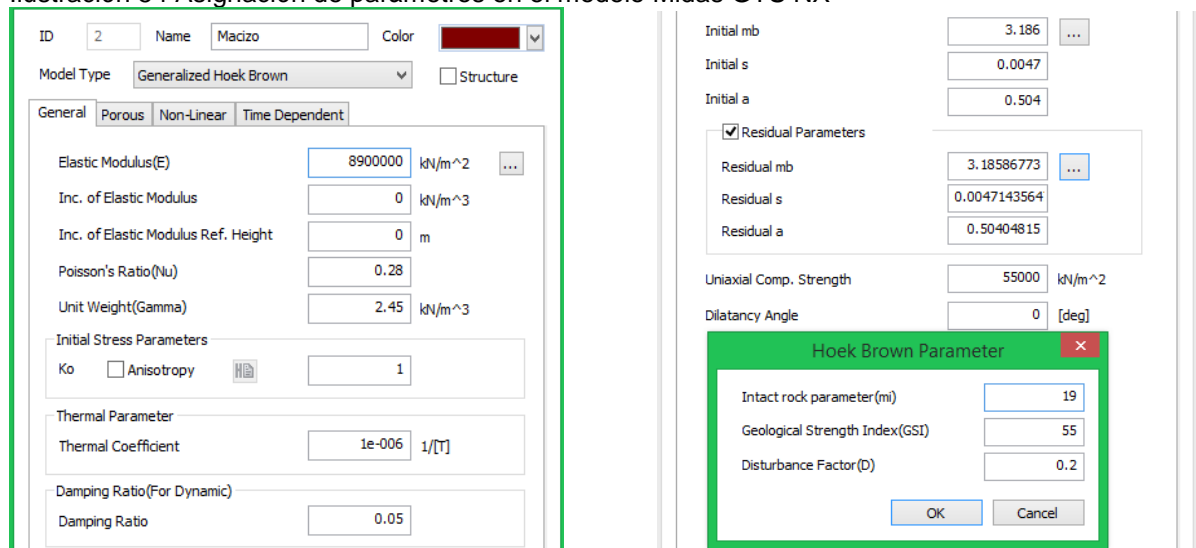 ID 2 Name Macizo Color
Model Type Generalized Hoek Brown Structure
General Porous Non-Linear Time Dependent
Elastic Modulus(E) 8900000 kN/m^2 ...
Inc. of Elastic Modulus 0 kN/m^3
Inc. of Elastic Modulus Ref. Height 0 m
Poisson's Ratio(Nu) 0.28
Unit Weight(Gamma) 2.45 kN/m^3
Initial Stress Parameters
Ko Anisotropy 1
Thermal Parameter
Thermal Coefficient 1e-006 1/[T]
Damping Ratio(For Dynamic)
Damping Ratio 0.05
Initial mb 3.186 ...
Initial s 0.0047
Initial a 0.504
Residual Parameters
Residual mb 3.18586773 ...
Residual s 0.0047143564
Residual a 0.50404815
Uniaxial Comp. Strength 55000 kN/m^2
Dilatancy Angle 0 [deg]
Hoek Brown Parameter
Intact rock parameter(mi) 19
Geological Strength Index(GSI) 55
Disturbance Factor(D) 0.2
OK Cancel